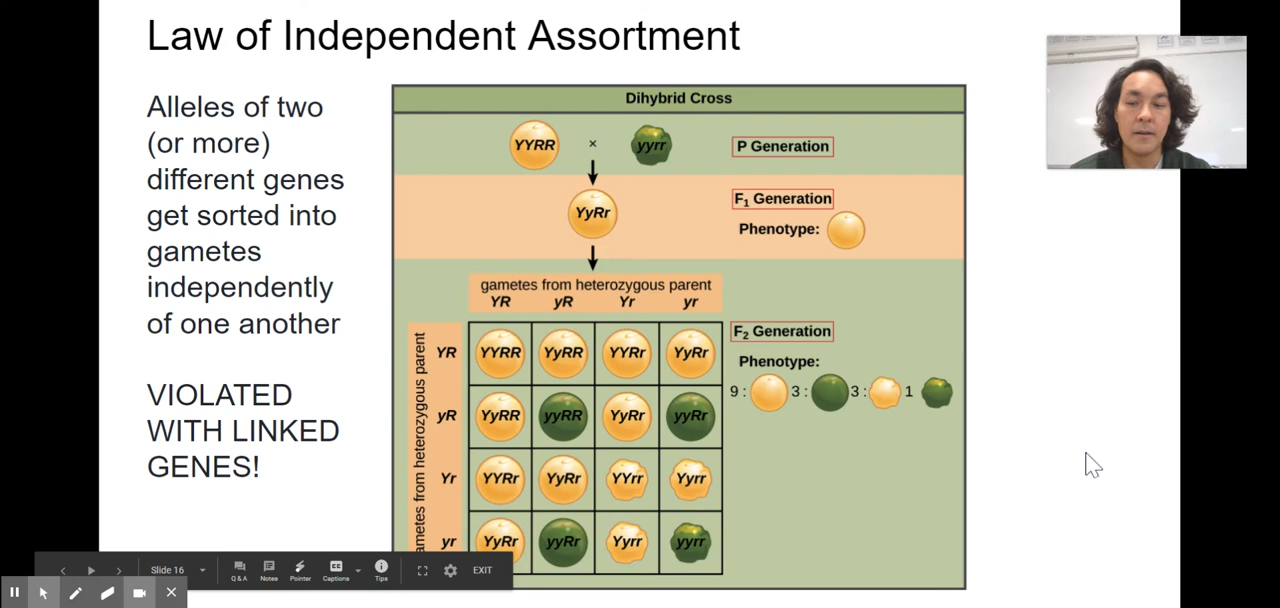 Law of Independent Assortment
Alleles of two
(or more)
different genes
get sorted into
gametes
independently
of one another
VIOLATED
WITH LINKED
GENES!
Dihybrid Cross
YYRR × yyrr
P Generation
YyRr
F₁ Generation
Phenotype:
gametes from heterozygous parent
YR yR Yr yr
ametes from heterozygous parent
YR YYRR YyRR YYRr YyRr
yR YyRR yyRR YyRr yyRr
Yr YYRr YyRr YYrr Yyrr
yr YyRr yyRr Yyrr yyrr
F₂ Generation
Phenotype:
9 : 3 : 3 : 1
Slide 16
Q & A Notes Pointer Captions Tips
EXIT